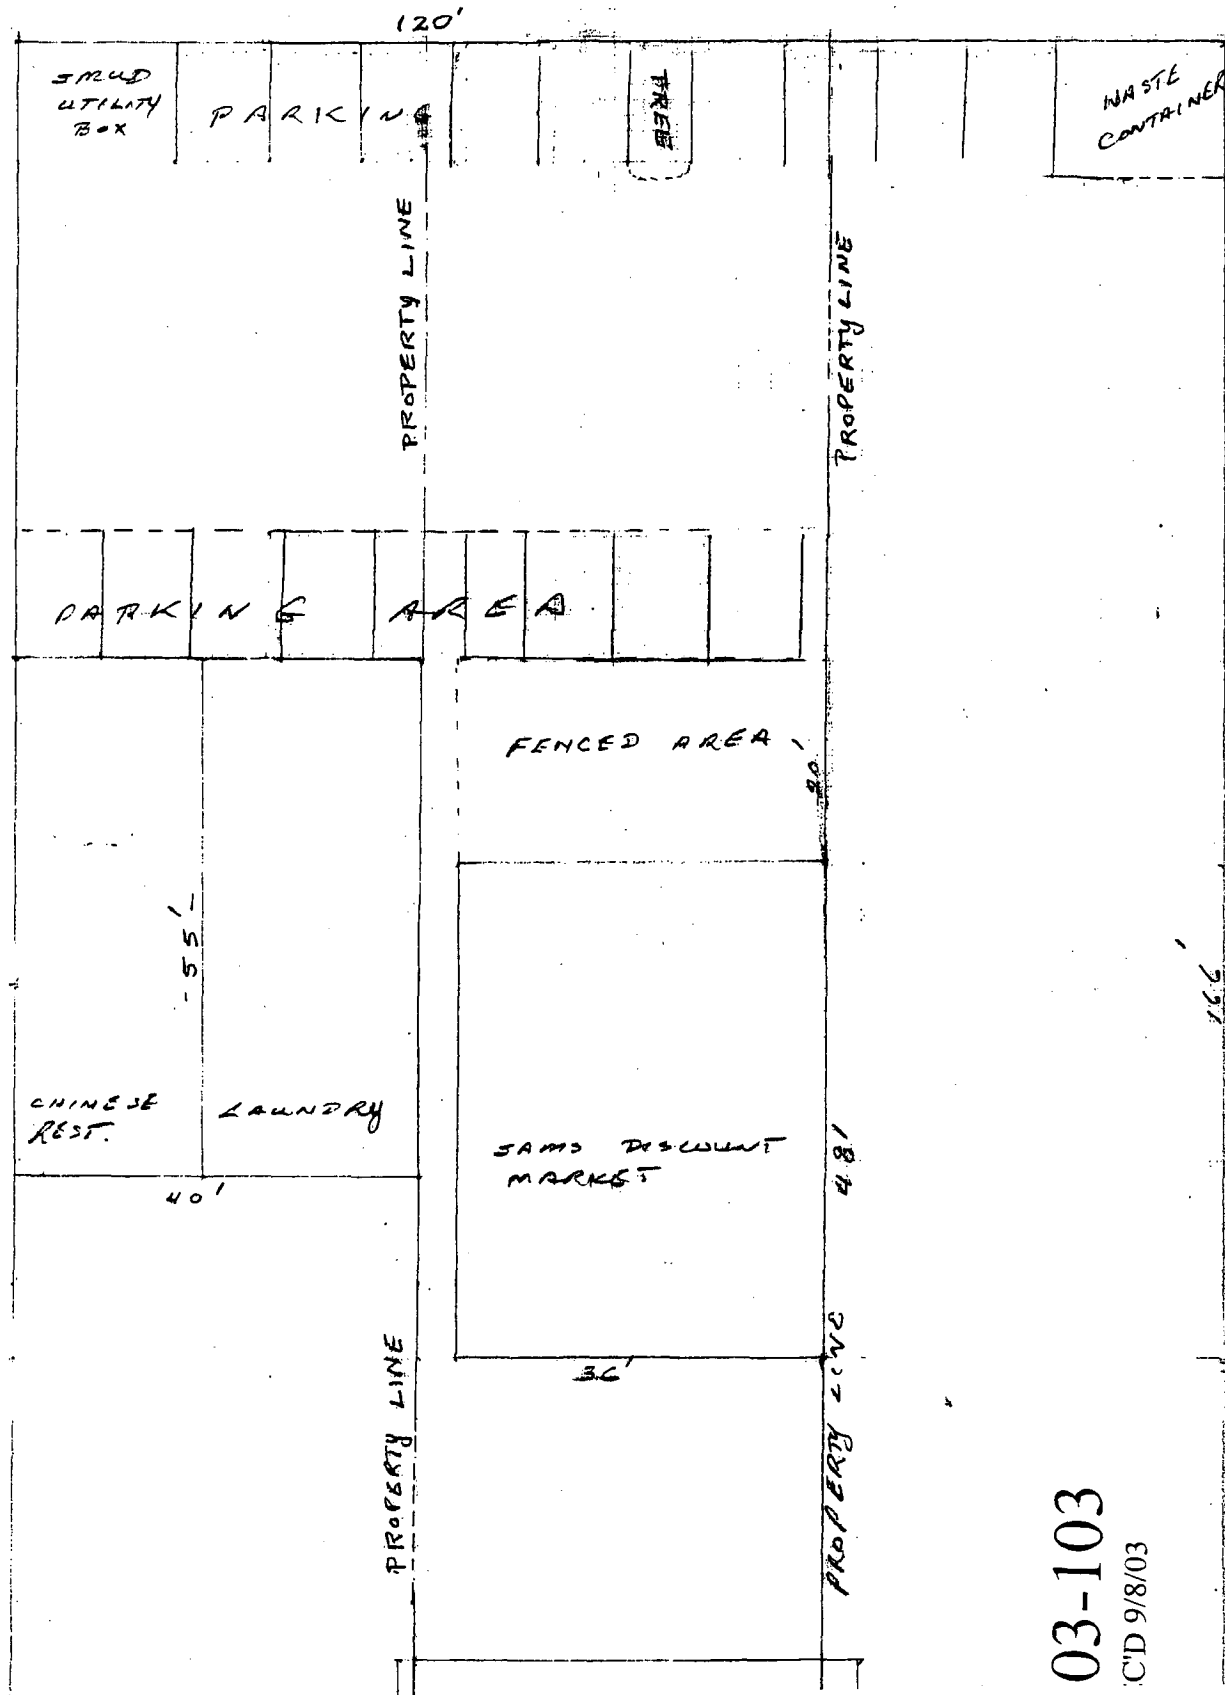 120'
SMUD
UTILITY
BOX
PARKING
TREE
WASTE
CONTAINER
PROPERTY LINE
PROPERTY LINE
PARKING AREA
FENCED AREA
20'
-55'-
166'
CHINESE
REST.
LAUNDRY
SAMS DISCOUNT
MARKET
48'
40'
36'
PROPERTY LINE
PROPERTY LINE
03-103
C'D 9/8/03